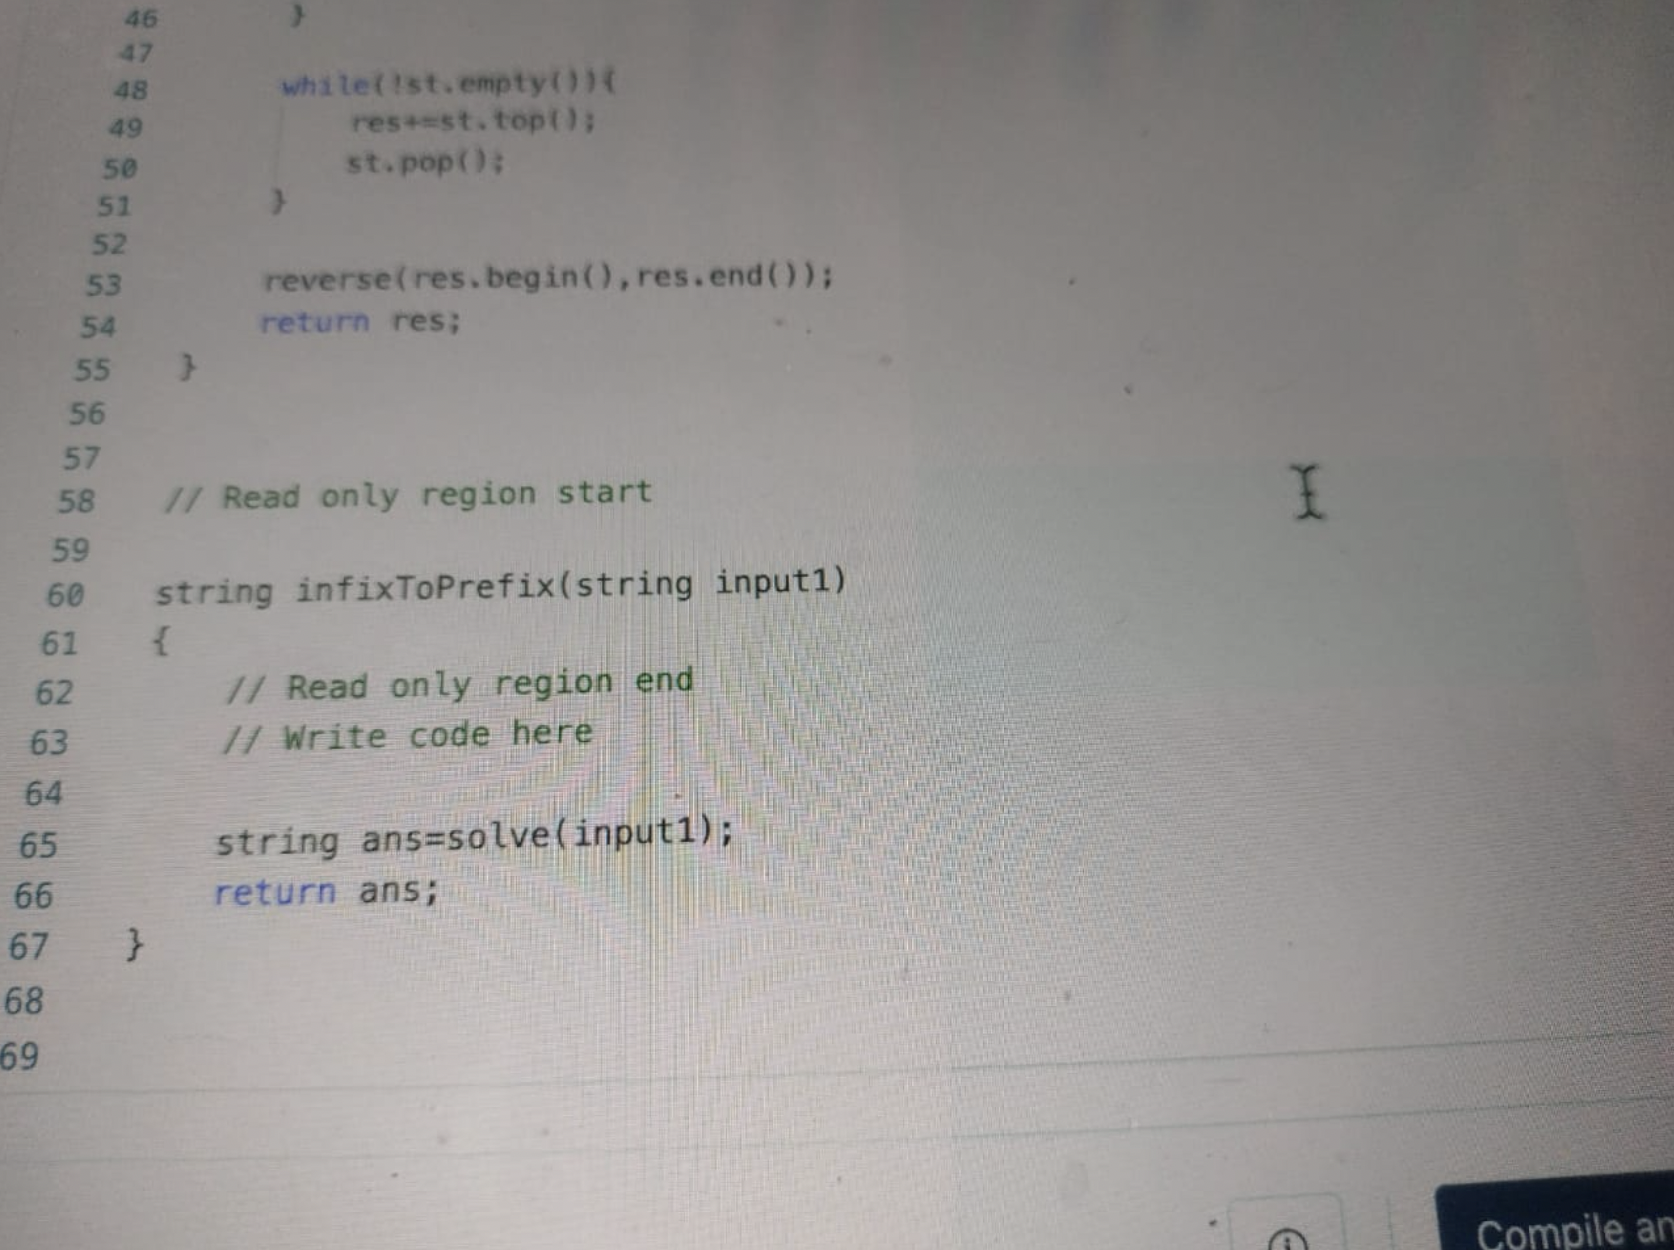 46 }
47
48 while(!st.empty()){
49 res+=st.top();
50 st.pop();
51 }
52
53 reverse(res.begin(),res.end());
54 return res;
55 }
56
57
58 // Read only region start
59
60 string infixToPrefix(string input1)
61 {
62 // Read only region end
63 // Write code here
64
65 string ans=solve(input1);
66 return ans;
67 }
68
69
Compile an